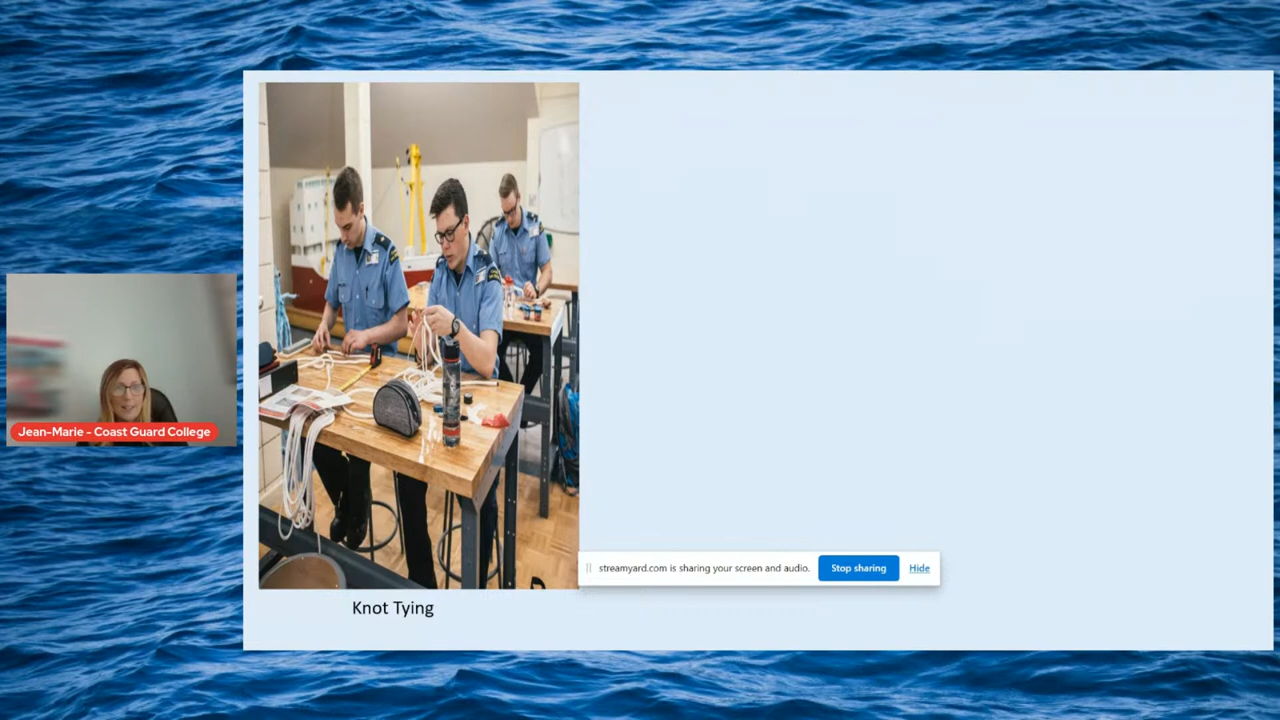 Jean-Marie - Coast Guard College
streamyard.com is sharing your screen and audio.
Stop sharing
Hide
Knot Tying